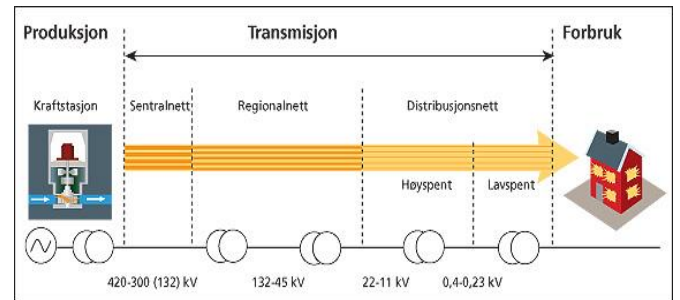 Produksjon Transmisjon Forbruk
Kraftstasjon Sentralnett Regionalnett Distribusjonsnett
Høyspent Lavspent
420-300 (132) kV 132-45 kV 22-11 kV 0,4-0,23 kV